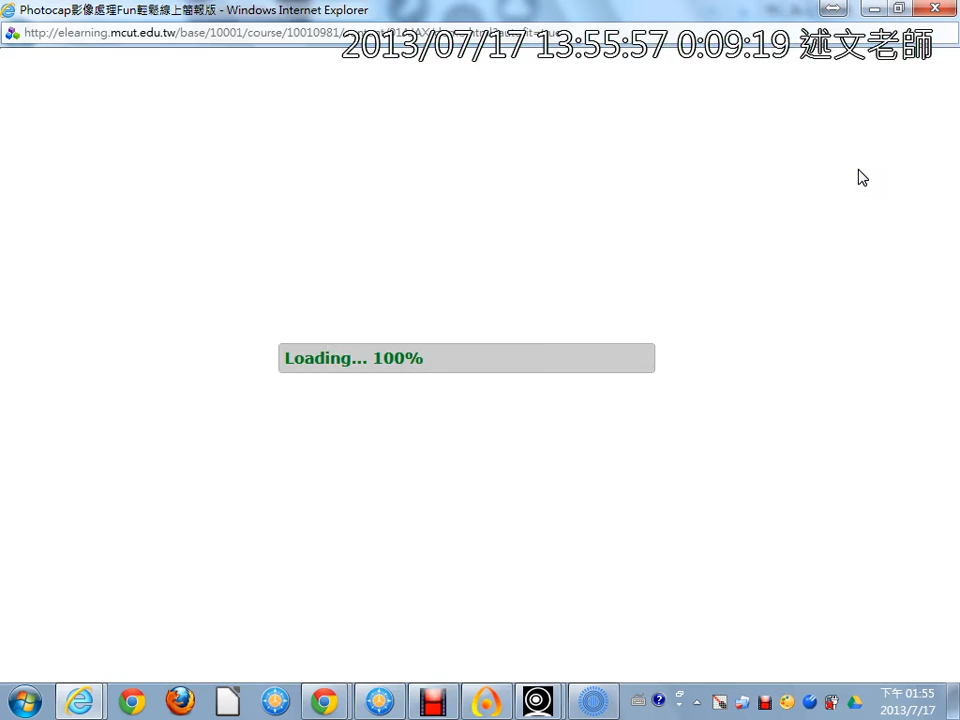 Photocap影像處理Fun輕鬆線上簡報版 - Windows Internet Explorer
http://elearning.mcut.edu.tw/base/10001/course/10010981/
2013/07/17 13:55:57 0:09:19 述文老師
Loading... 100%
下午 01:55
2013/7/17